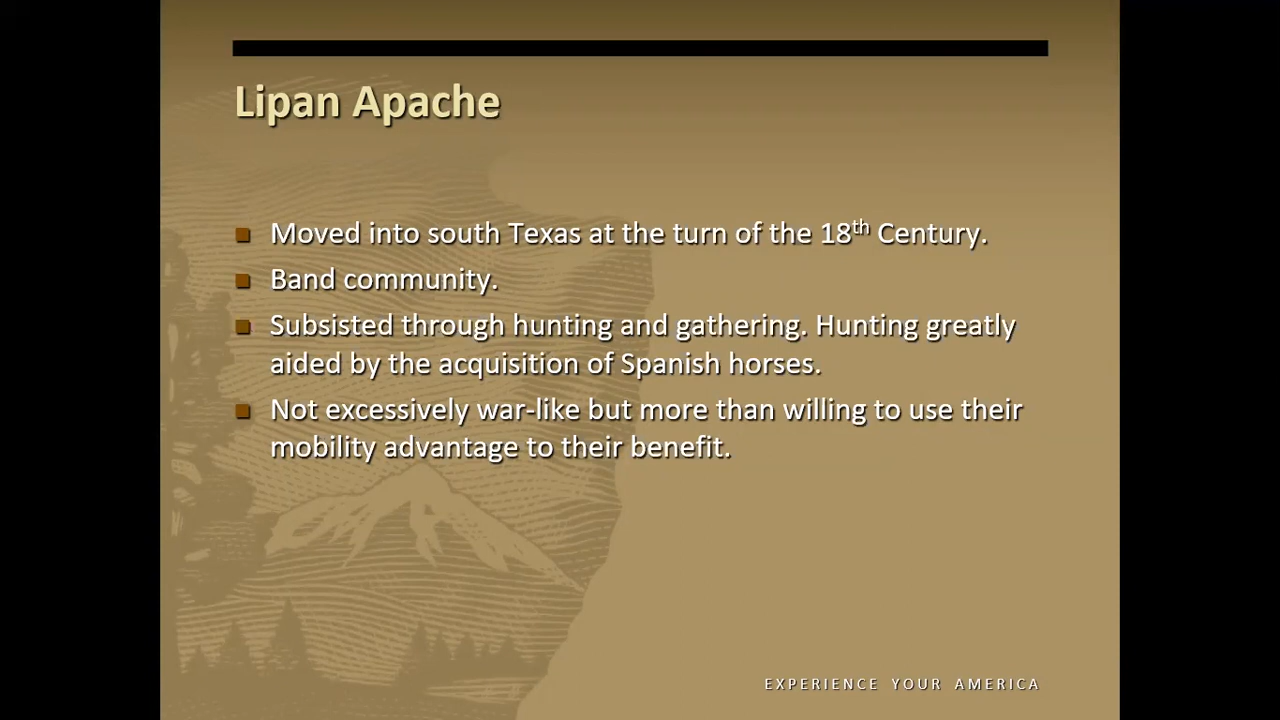 Lipan Apache
Moved into south Texas at the turn of the 18th Century.
Band community.
Subsisted through hunting and gathering. Hunting greatly
aided by the acquisition of Spanish horses.
Not excessively war-like but more than willing to use their
mobility advantage to their benefit.
EXPERIENCE YOUR AMERICA